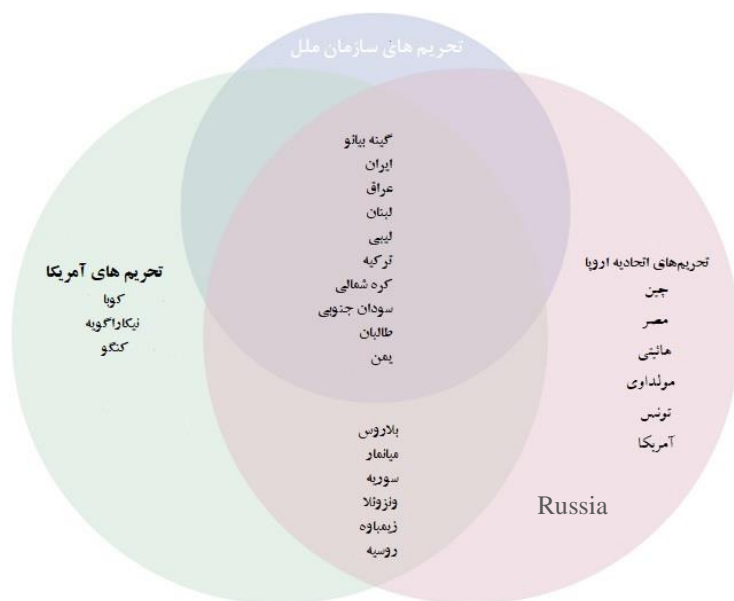 تحریم های سازمان ملل
گینه بیائو
ایران
عراق
لبنان
لیبی
ترکیه
کره شمالی
سودان جنوبی
طالبان
یمن
تحریم های آمریکا
کوبا
نیکاراگویه
کنگو
تحریم‌های اتحادیه اروپا
چین
مصر
هائیتی
مولداوی
تونس
آمریکا
بلاروس
میانمار
سوریه
ونزوئلا
زیمباوه
روسیه
Russia